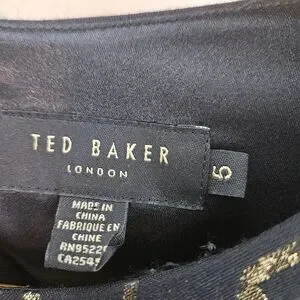 TED BAKER
LONDON
5
MADE IN
CHINA
FABRIQUE EN
CHINE